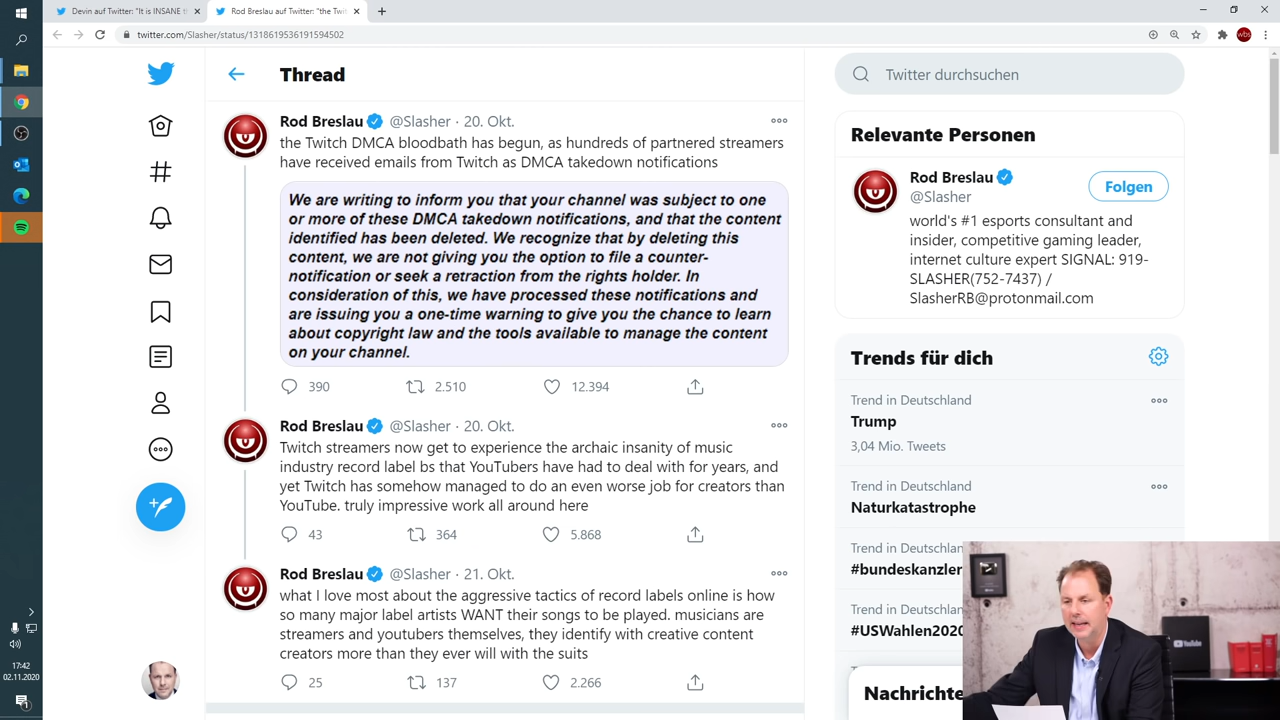 Devin auf Twitter: "It is INSANE t
Rod Breslau auf Twitter: "the Twit
twitter.com/Slasher/status/1318619536191594502
wbs
Thread
Twitter durchsuchen
Rod Breslau @Slasher · 20. Okt.
the Twitch DMCA bloodbath has begun, as hundreds of partnered streamers
have received emails from Twitch as DMCA takedown notifications
We are writing to inform you that your channel was subject to one
or more of these DMCA takedown notifications, and that the content
identified has been deleted. We recognize that by deleting this
content, we are not giving you the option to file a counter-
notification or seek a retraction from the rights holder. In
consideration of this, we have processed these notifications and
are issuing you a one-time warning to give you the chance to learn
about copyright law and the tools available to manage the content
on your channel.
390 2.510 12.394
Rod Breslau @Slasher · 20. Okt.
Twitch streamers now get to experience the archaic insanity of music
industry record label bs that YouTubers have had to deal with for years, and
yet Twitch has somehow managed to do an even worse job for creators than
YouTube. truly impressive work all around here
43 364 5.868
Rod Breslau @Slasher · 21. Okt.
what I love most about the aggressive tactics of record labels online is how
so many major label artists WANT their songs to be played. musicians are
streamers and youtubers themselves, they identify with creative content
creators more than they ever will with the suits
25 137 2.266
Relevante Personen
Rod Breslau
@Slasher
Folgen
world's #1 esports consultant and
insider, competitive gaming leader,
internet culture expert SIGNAL: 919-
SLASHER(752-7437) /
SlasherRB@protonmail.com
Trends für dich
Trend in Deutschland
Trump
3,04 Mio. Tweets
Trend in Deutschland
Naturkatastrophe
Trend in Deutschlan
#bundeskanzler
Trend in Deutschland
#USWahlen2020
Nachrichte
YouTube
17:42
02.11.2020
1